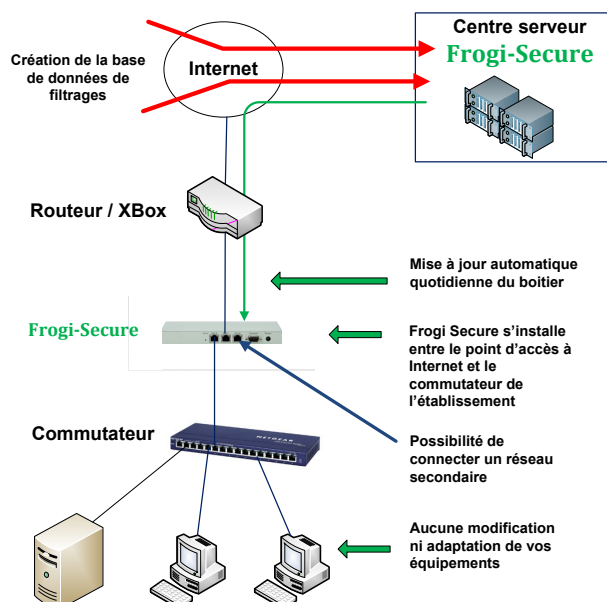 Centre serveur
Frogi-Secure
Création de la base
de données de
filtrages
Internet
Routeur / XBox
Mise à jour automatique
quotidienne du boitier
Frogi-Secure
Frogi Secure s’installe
entre le point d’accès à
Internet et le
commutateur de
l’établissement
Commutateur
NETGEAR
Possibilité de
connecter un réseau
secondaire
Aucune modification
ni adaptation de vos
équipements